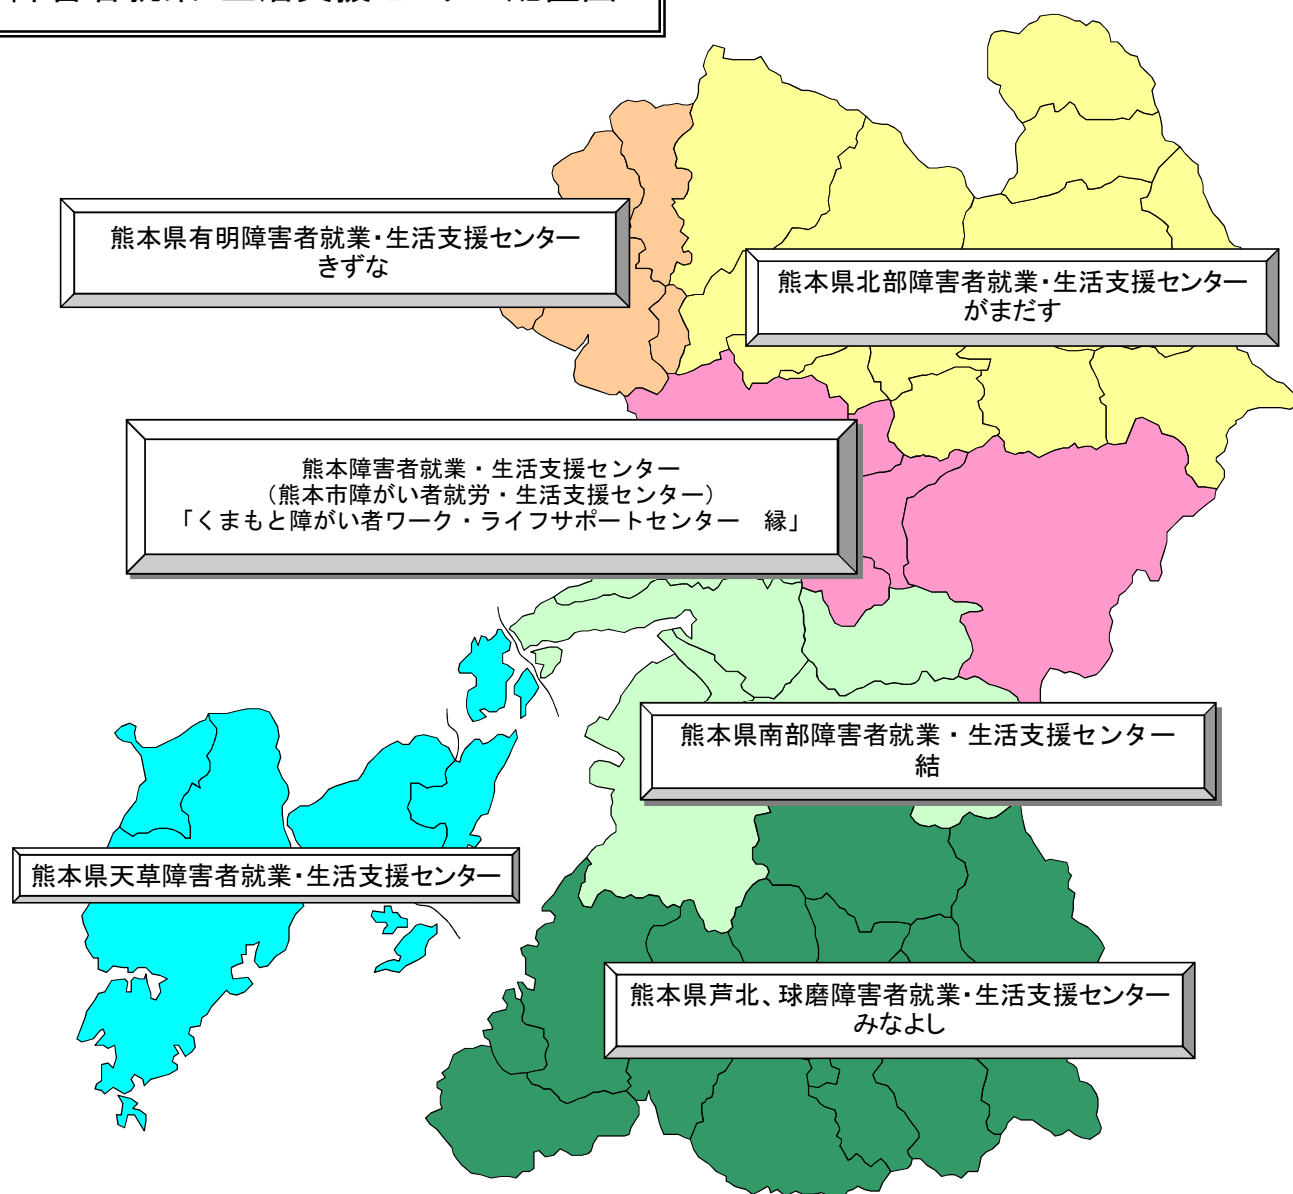 熊本県有明障害者就業・生活支援センター
きずな
熊本県北部障害者就業・生活支援センター
がまだす
熊本障害者就業・生活支援センター
（熊本市障がい者就労・生活支援センター）
「くまもと障がい者ワーク・ライフサポートセンター　縁」
熊本県南部障害者就業・生活支援センター
結
熊本県天草障害者就業・生活支援センター
熊本県芦北、球磨障害者就業・生活支援センター
みなよし